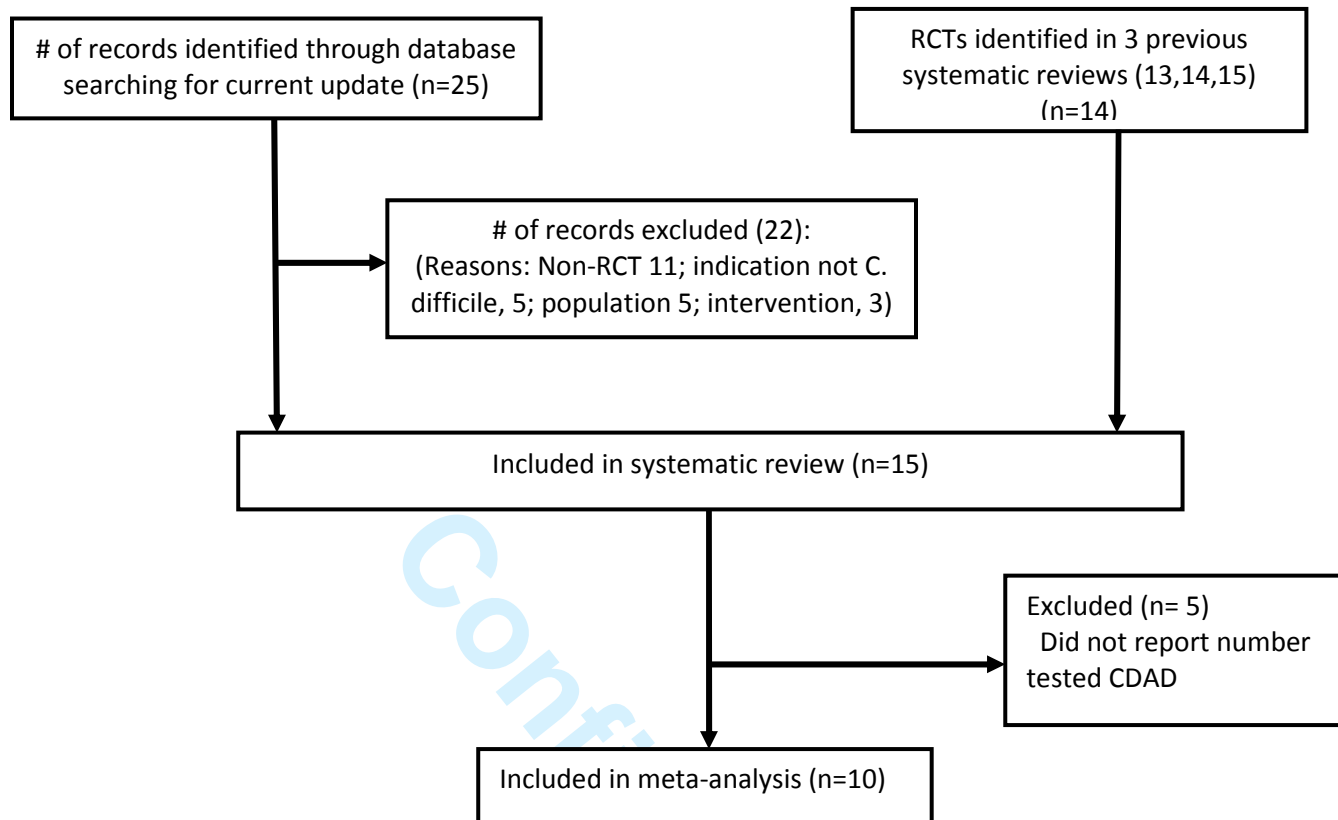 # of records identified through database
searching for current update (n=25)
RCTs identified in 3 previous
systematic reviews (13,14,15)
(n=14)
# of records excluded (22):
(Reasons: Non-RCT 11; indication not C.
difficile, 5; population 5; intervention, 3)
Included in systematic review (n=15)
Excluded (n= 5)
Did not report number
tested CDAD
Included in meta-analysis (n=10)
Confi